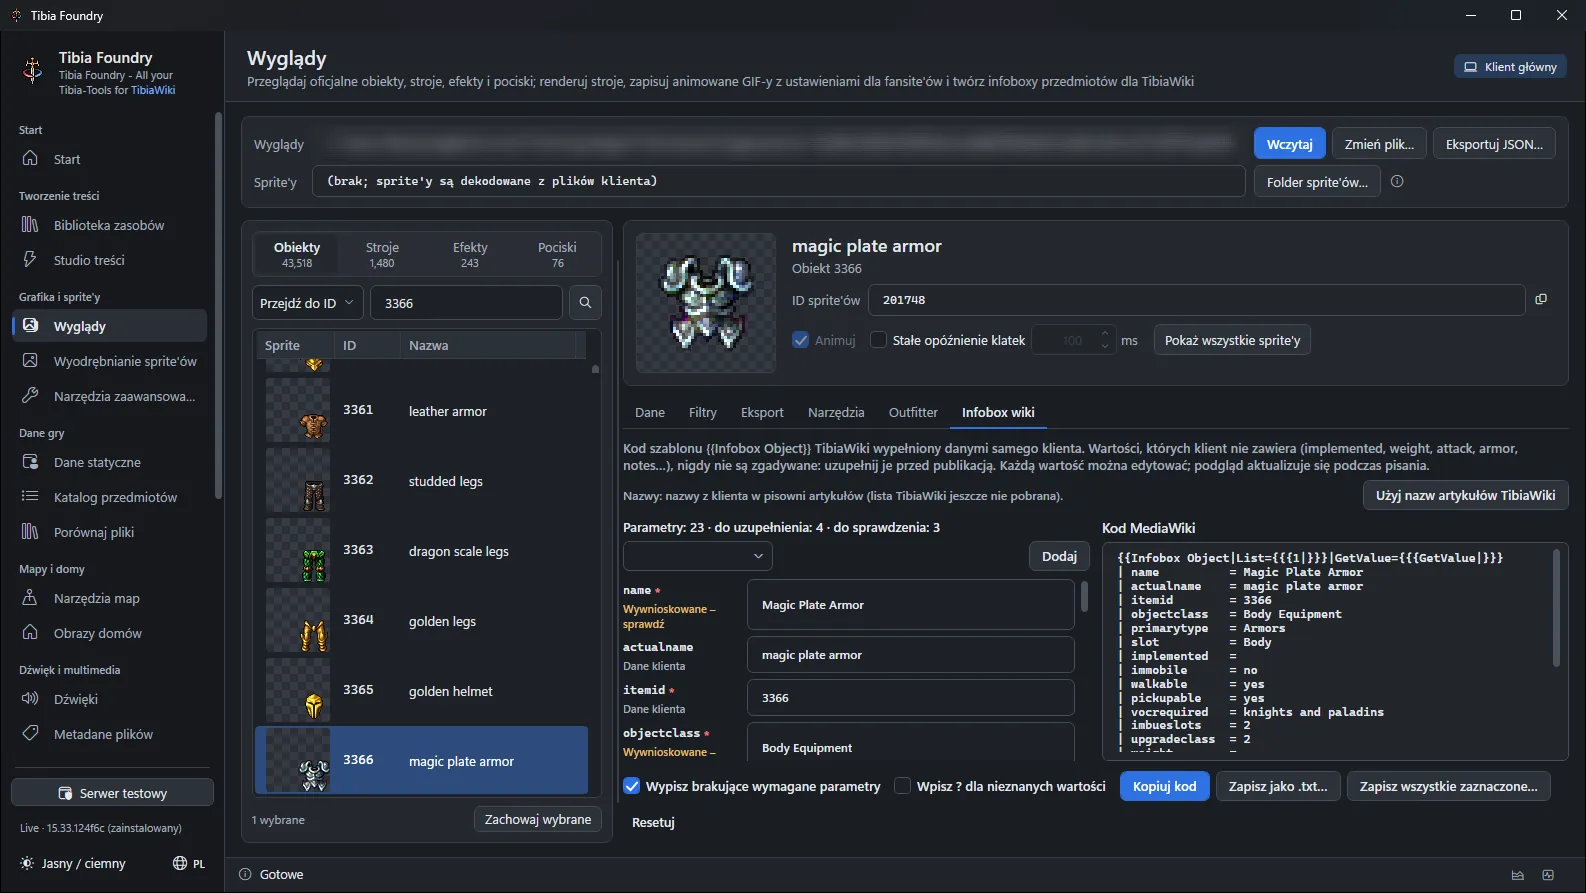 Tibia Foundry
Tibia Foundry
Tibia Foundry - All your
Tibia-Tools for TibiaWiki
Start
Start
Tworzenie treści
Biblioteka zasobów
Studio treści
Grafika i sprite'y
Wyglądy
Wyodrębnianie sprite'ów
Narzędzia zaawansowa...
Dane gry
Dane statyczne
Katalog przedmiotów
Porównaj pliki
Mapy i domy
Narzędzia map
Obrazy domów
Dźwięk i multimedia
Dźwięki
Metadane plików
Serwer testowy
Live · 15.33.124f6c (zainstalowany)
Jasny / ciemny
PL
Wyglądy
Przeglądaj oficjalne obiekty, stroje, efekty i pociski; renderuj stroje, zapisuj animowane GIF-y z ustawieniami dla fansite'ów i twórz infoboxy przedmiotów dla TibiaWiki
Klient główny
Wyglądy
Wczytaj
Zmień plik...
Eksportuj JSON...
Sprite'y
(brak; sprite'y są dekodowane z plików klienta)
Folder sprite'ów...
Obiekty
43,518
Stroje
1,480
Efekty
243
Pociski
76
Przejdź do ID
3366
Sprite ID Nazwa
3361 leather armor
3362 studded legs
3363 dragon scale legs
3364 golden legs
3365 golden helmet
3366 magic plate armor
1 wybrane
Zachowaj wybrane
magic plate armor
Obiekt 3366
ID sprite'ów
201748
Animuj
Stałe opóźnienie klatek
100
ms
Pokaż wszystkie sprite'y
Dane
Filtry
Eksport
Narzędzia
Outfitter
Infobox wiki
Kod szablonu {{Infobox Object}} TibiaWiki wypełniony danymi samego klienta. Wartości, których klient nie zawiera (implemented, weight, attack, armor,
notes...), nigdy nie są zgadywane: uzupełnij je przed publikacją. Każdą wartość można edytować; podgląd aktualizuje się podczas pisania.
Nazwy: nazwy z klienta w pisowni artykułów (lista TibiaWiki jeszcze nie pobrana).
Użyj nazw artykułów TibiaWiki
Parametry: 23 · do uzupełnienia: 4 · do sprawdzenia: 3
Dodaj
name *
Wywnioskowane –
sprawdź
Magic Plate Armor
actualname
Dane klienta
magic plate armor
itemid *
Dane klienta
3366
objectclass *
Wywnioskowane –
Body Equipment
Kod MediaWiki
{{Infobox Object|List={{{1|}}}|GetValue={{{GetValue|}}}
| name = Magic Plate Armor
| actualname = magic plate armor
| itemid = 3366
| objectclass = Body Equipment
| primarytype = Armors
| slot = Body
| implemented =
| immobile = no
| walkable = yes
| pickupable = yes
| vocrequired = knights and paladins
| imbueslots = 2
| upgradeclass = 2
Wypisz brakujące wymagane parametry
Wpisz ? dla nieznanych wartości
Kopiuj kod
Zapisz jako .txt...
Zapisz wszystkie zaznaczone...
Resetuj
Gotowe